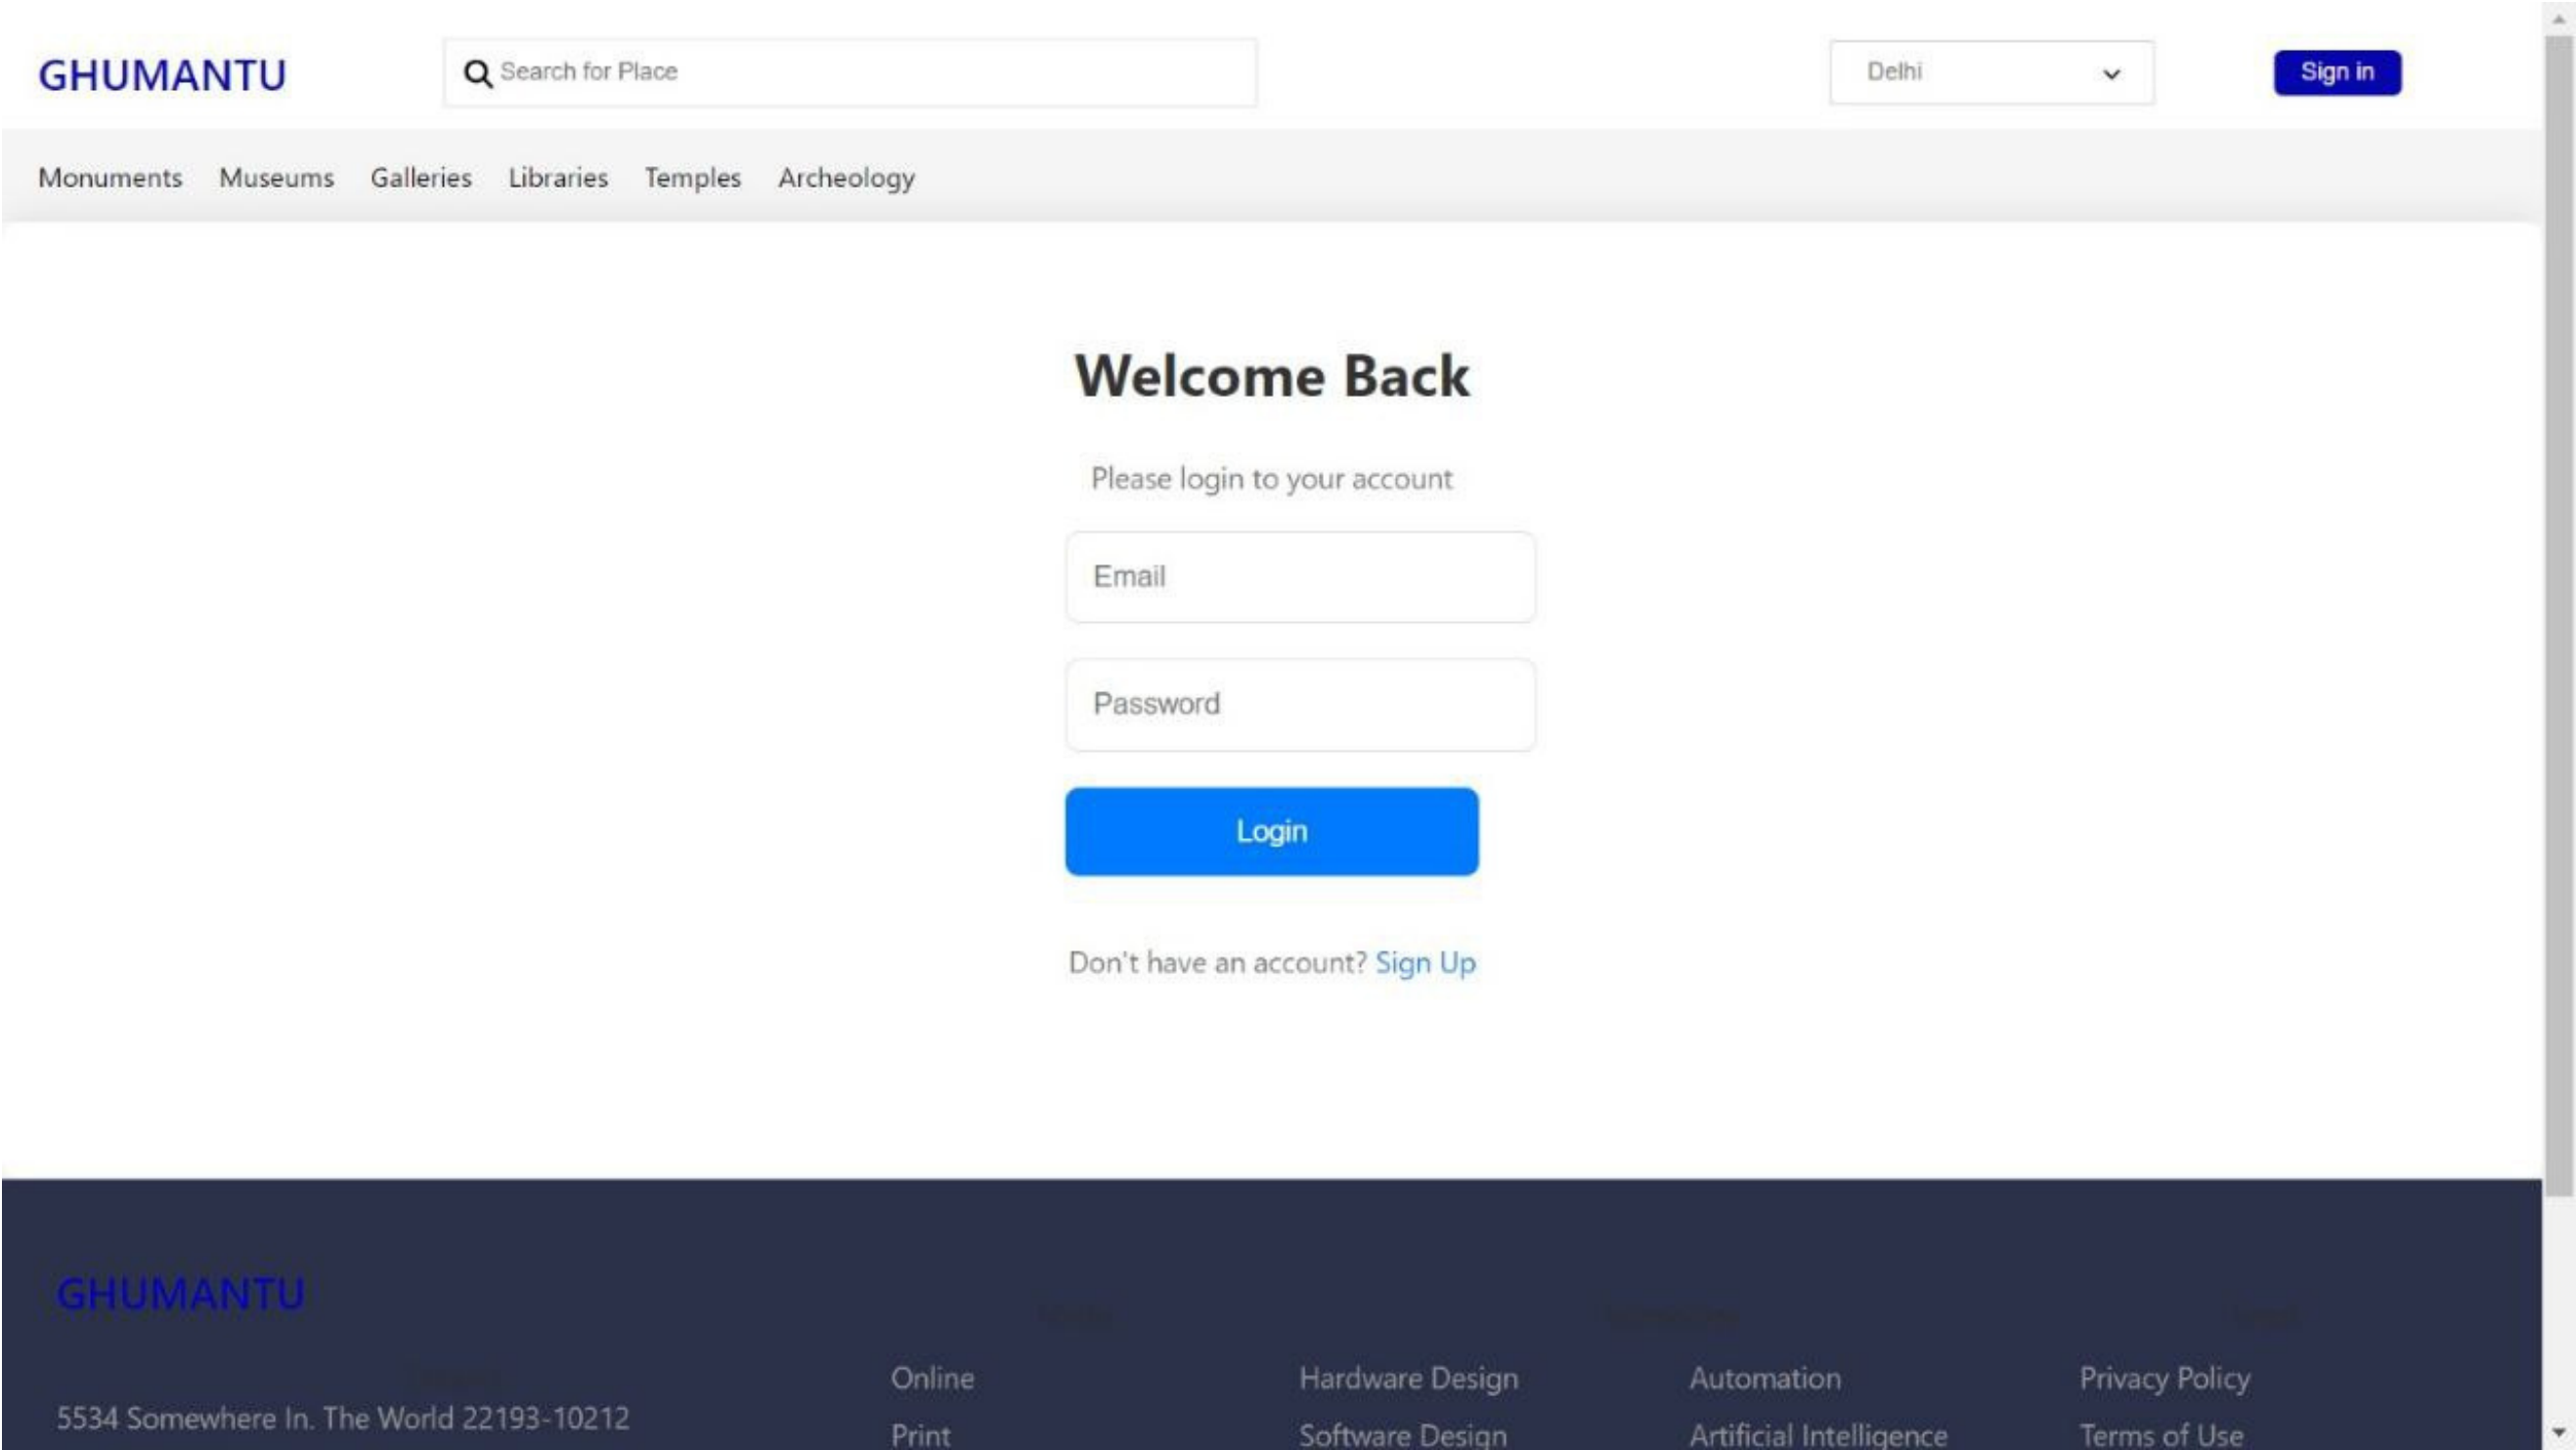 GHUMANTU
Search for Place
Delhi
Sign in
Monuments Museums Galleries Libraries Temples Archeology
Welcome Back
Please login to your account
Email
Password
Login
Don't have an account? Sign Up
GHUMANTU
5534 Somewhere In. The World 22193-10212
Online
Print
Hardware Design
Software Design
Automation
Artificial Intelligence
Privacy Policy
Terms of Use